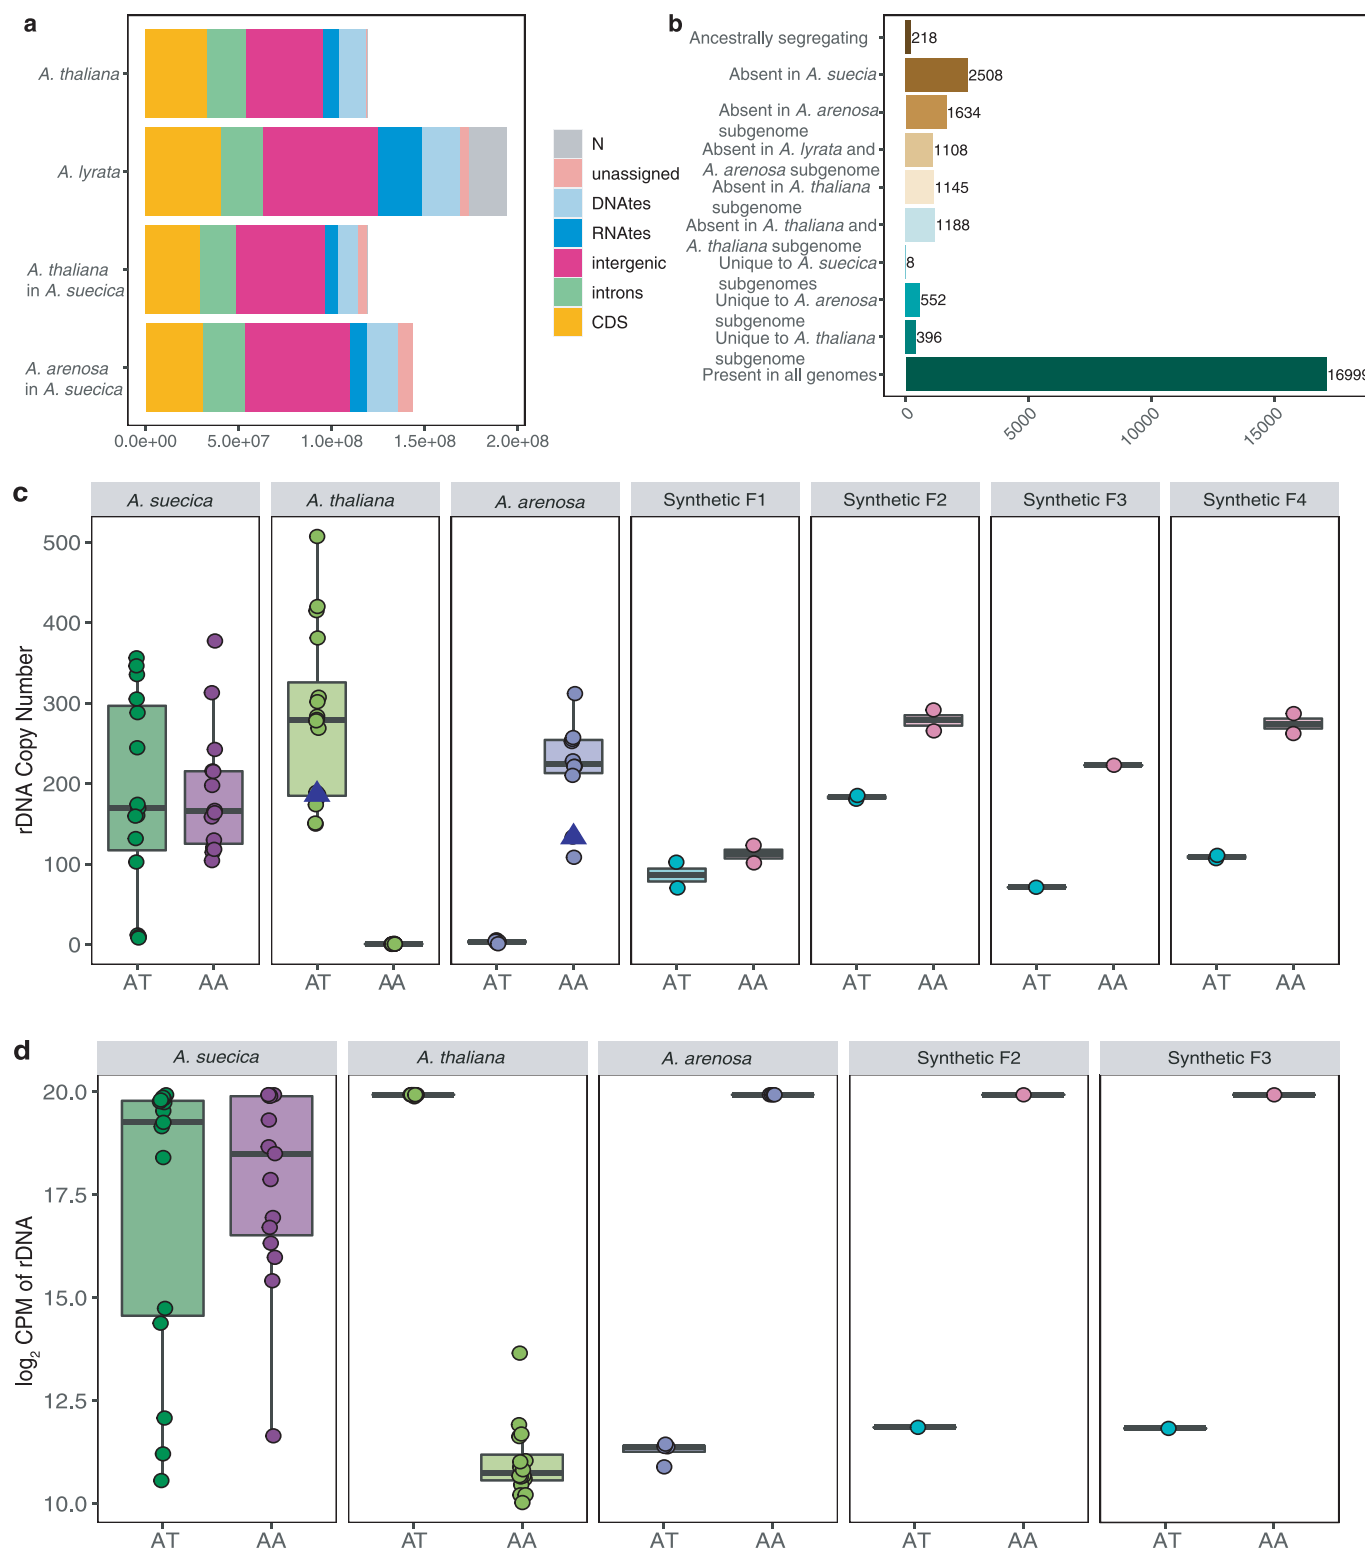 a
A. thaliana
A. lyrata
A. thaliana
in A. suecica
A. arenosa
in A. suecica
0.0e+00
5.0e+07
1.0e+08
1.5e+08
2.0e+08
N
unassigned
DNAtes
RNAtes
intergenic
introns
CDS
b
Ancestrally segregating
Absent in A. suecia
Absent in A. arenosa
subgenome
Absent in A. lyrata and
A. arenosa subgenome
Absent in A. thaliana
subgenome
Absent in A. thaliana and
A. thaliana subgenome
Unique to A. suecica
subgenomes
Unique to A. arenosa
subgenome
Unique to A. thaliana
subgenome
Present in all genomes
218
2508
1634
1108
1145
1188
8
552
396
16999
0
5000
10000
15000
c
A. suecica
A. thaliana
A. arenosa
Synthetic F1
Synthetic F2
Synthetic F3
Synthetic F4
rDNA Copy Number
500
400
300
200
100
0
AT AA
AT AA
AT AA
AT AA
AT AA
AT AA
AT AA
d
A. suecica
A. thaliana
A. arenosa
Synthetic F2
Synthetic F3
log2 CPM of rDNA
20.0
17.5
15.0
12.5
10.0
AT AA
AT AA
AT AA
AT AA
AT AA